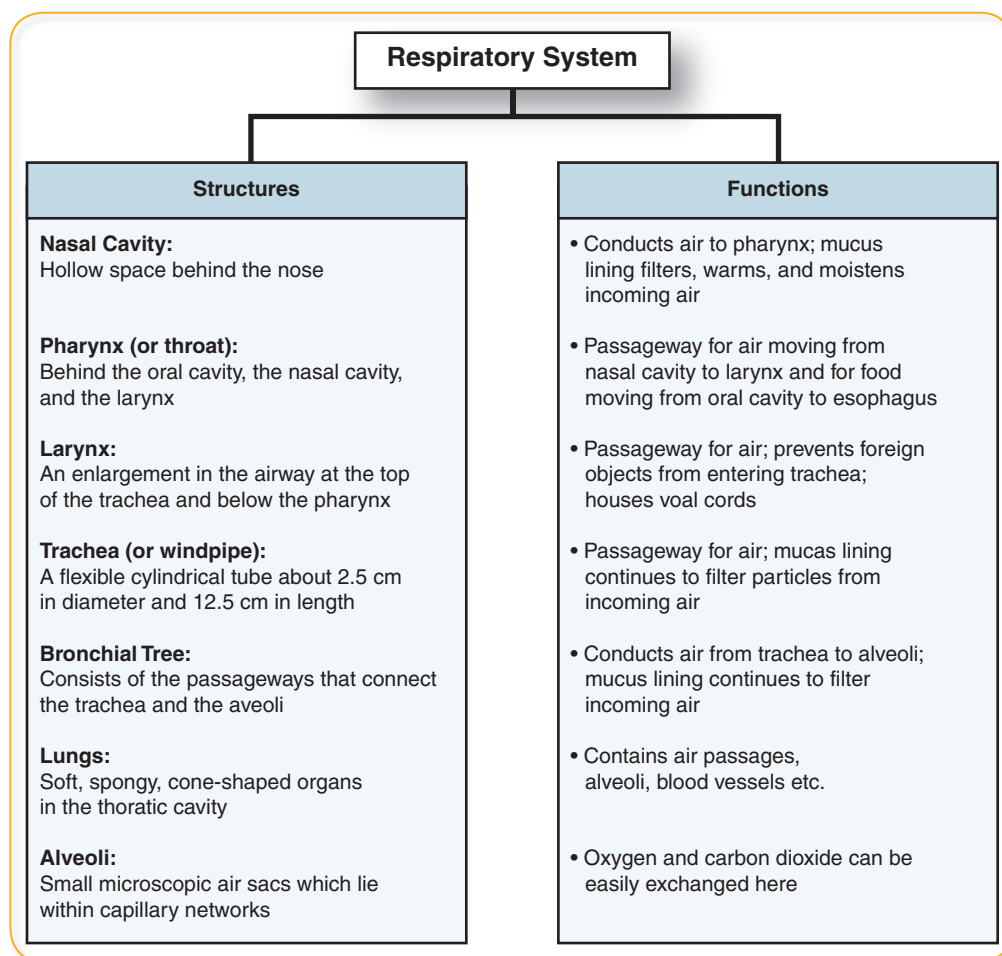 Respiratory System
Structures
Nasal Cavity:
Hollow space behind the nose
Pharynx (or throat):
Behind the oral cavity, the nasal cavity,
and the larynx
Larynx:
An enlargement in the airway at the top
of the trachea and below the pharynx
Trachea (or windpipe):
A flexible cylindrical tube about 2.5 cm
in diameter and 12.5 cm in length
Bronchial Tree:
Consists of the passageways that connect
the trachea and the aveoli
Lungs:
Soft, spongy, cone-shaped organs
in the thoratic cavity
Alveoli:
Small microscopic air sacs which lie
within capillary networks
Functions
• Conducts air to pharynx; mucus
lining filters, warms, and moistens
incoming air
• Passageway for air moving from
nasal cavity to larynx and for food
moving from oral cavity to esophagus
• Passageway for air; prevents foreign
objects from entering trachea;
houses voal cords
• Passageway for air; mucas lining
continues to filter particles from
incoming air
• Conducts air from trachea to alveoli;
mucus lining continues to filter
incoming air
• Contains air passages,
alveoli, blood vessels etc.
• Oxygen and carbon dioxide can be
easily exchanged here